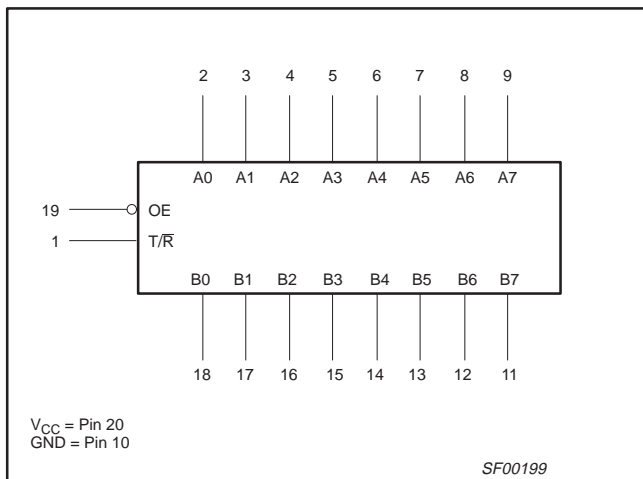 2 3 4 5 6 7 8 9
A0 A1 A2 A3 A4 A5 A6 A7
19 OE
1 T/R̅
B0 B1 B2 B3 B4 B5 B6 B7
18 17 16 15 14 13 12 11
VCC = Pin 20
GND = Pin 10
SF00199